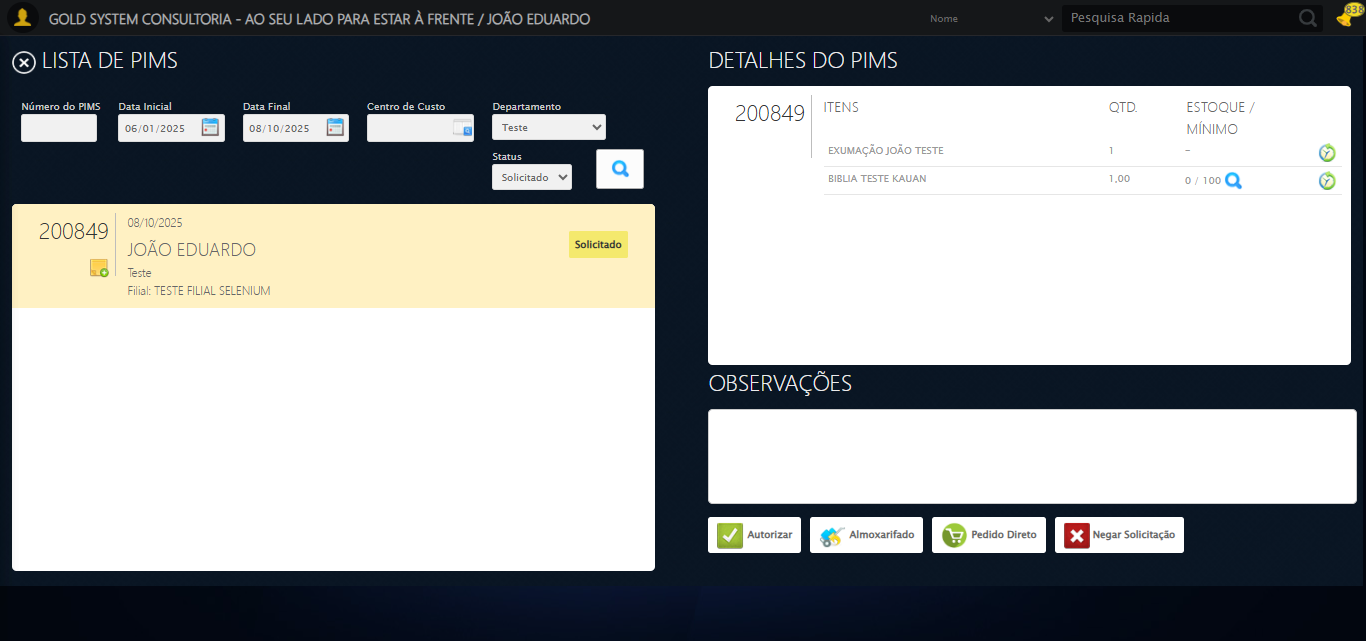 GOLD SYSTEM CONSULTORIA - AO SEU LADO PARA ESTAR À FRENTE / JOÃO EDUARDO
Nome
Pesquisa Rapida
838
LISTA DE PIMS
Número do PIMS
Data Inicial
Data Final
Centro de Custo
Departamento
06/01/2025
08/10/2025
Teste
Status
Solicitado
200849
08/10/2025
JOÃO EDUARDO
Teste
Filial: TESTE FILIAL SELENIUM
Solicitado
DETALHES DO PIMS
200849
ITENS
QTD.
ESTOQUE /
MÍNIMO
EXUMAÇÃO JOÃO TESTE
1
–
BIBLIA TESTE KAUAN
1,00
0 / 100
OBSERVAÇÕES
Autorizar
Almoxarifado
Pedido Direto
Negar Solicitação